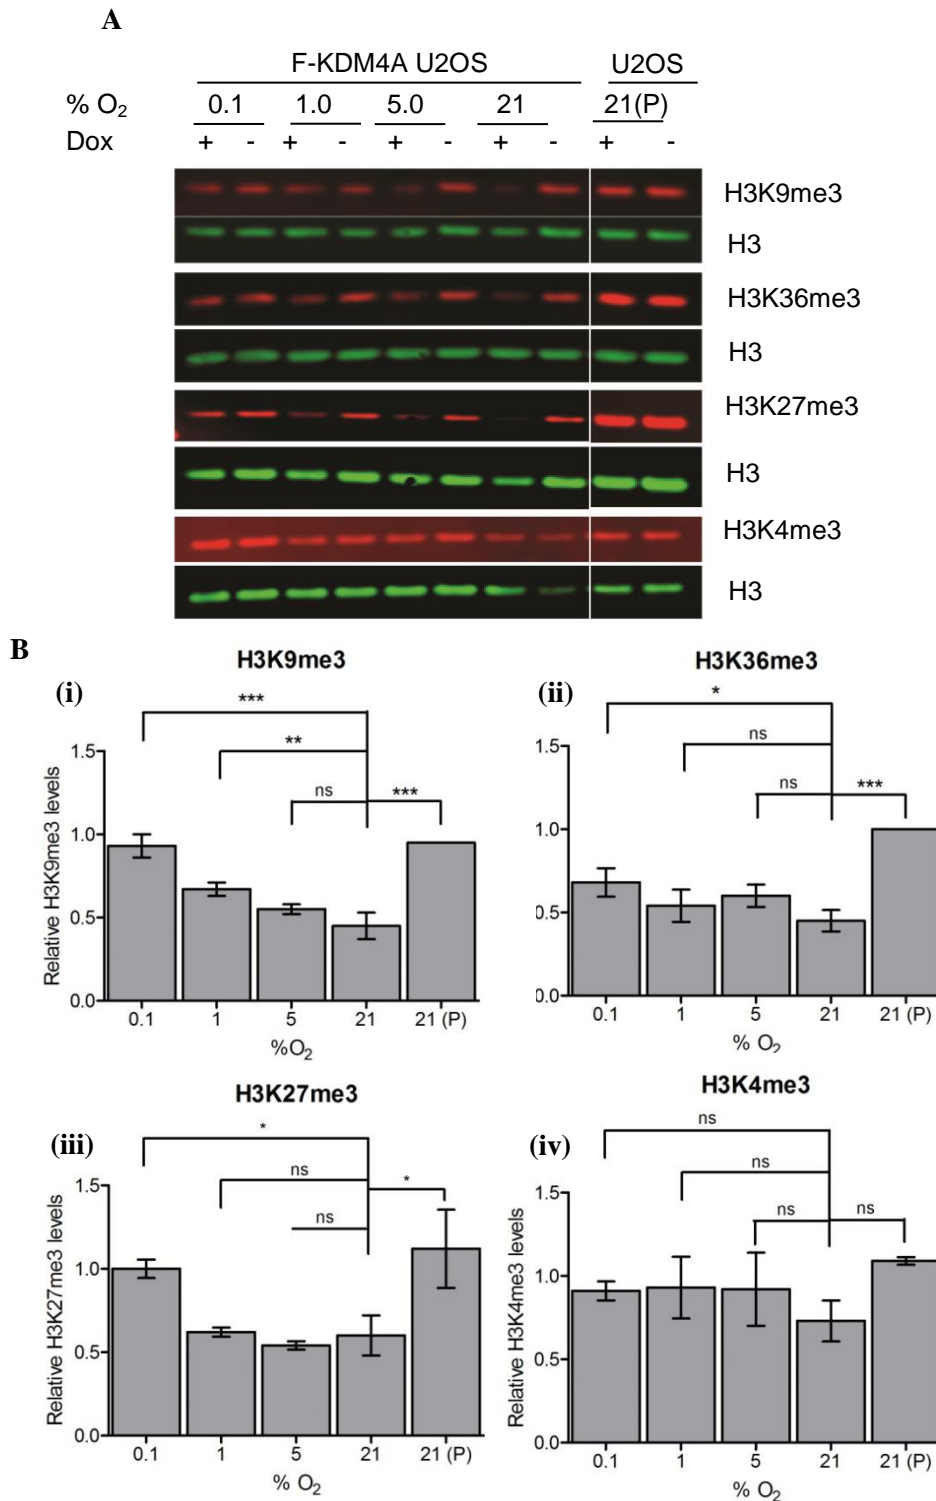 A
F-KDM4A U2OS U2OS
% O2 0.1 1.0 5.0 21 21(P)
Dox + - + - + - + - + -
H3K9me3
H3
H3K36me3
H3
H3K27me3
H3
H3K4me3
H3
B
(i)
H3K9me3
***
**
ns
***
1.5
1.0
0.5
0.0
Relative H3K9me3 levels
0.1 1 5 21 21 (P)
%O2
(ii)
H3K36me3
*
ns
ns
***
1.5
1.0
0.5
0.0
0.1 1 5 21 21 (P)
% O2
(iii)
H3K27me3
*
ns
ns
*
1.5
1.0
0.5
0.0
Relative H3K27me3 levels
0.1 1 5 21 21 (P)
% O2
(iv)
H3K4me3
ns
ns
ns
ns
1.5
1.0
0.5
0.0
Relative H3K4me3 levels
0.1 1 5 21 21 (P)
% O2